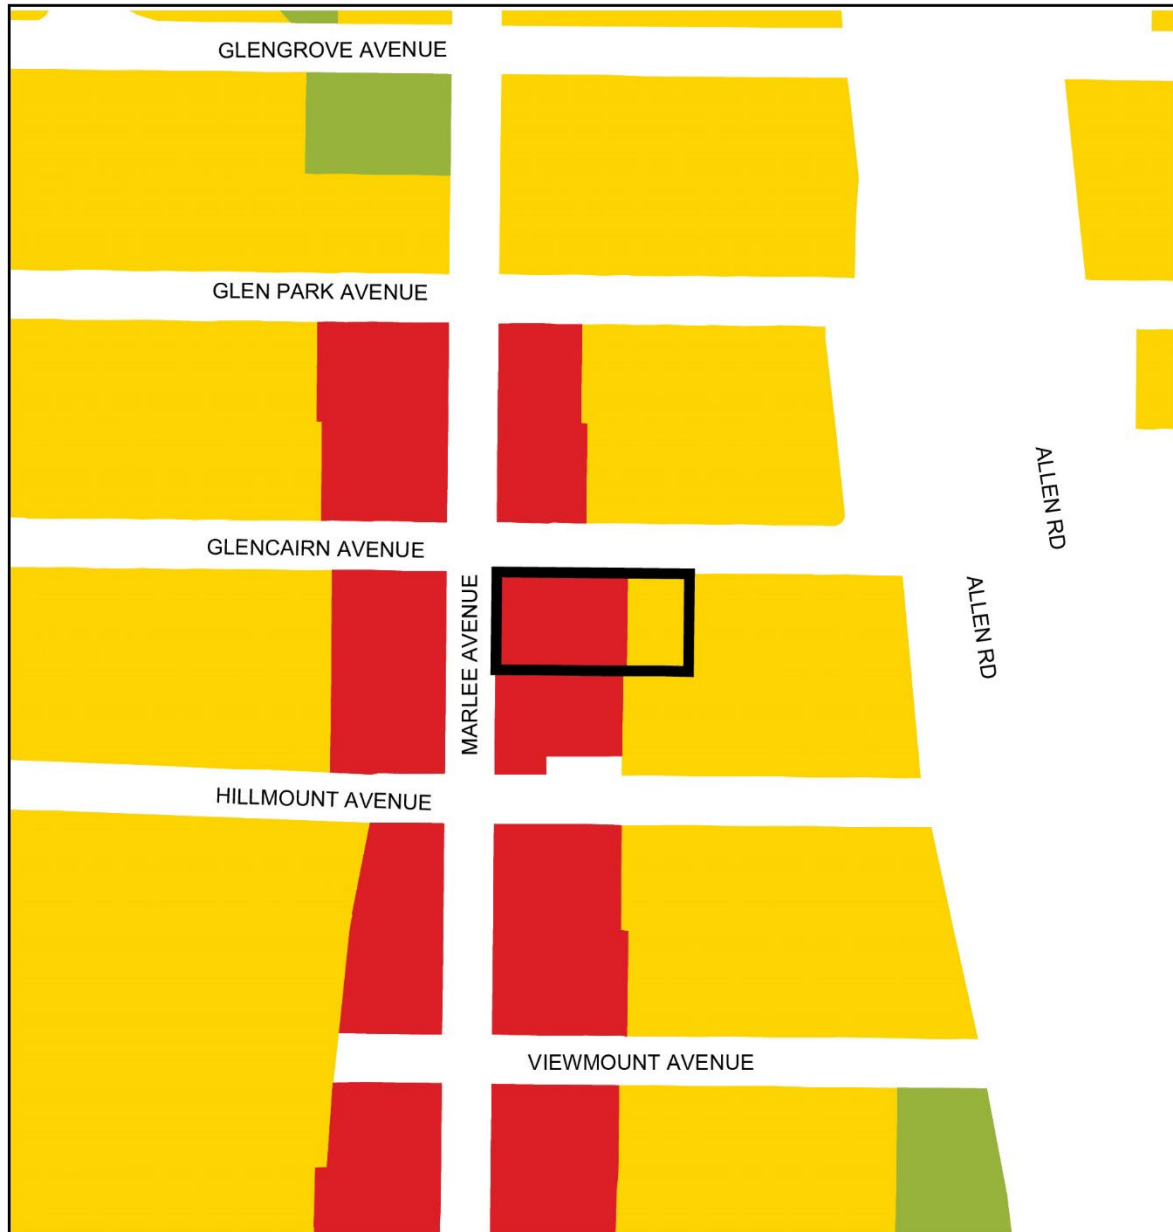 GLENGROVE AVENUE
GLEN PARK AVENUE
ALLEN RD
GLENCAIRN AVENUE
MARLEE AVENUE
ALLEN RD
HILLMOUNT AVENUE
VIEWMOUNT AVENUE